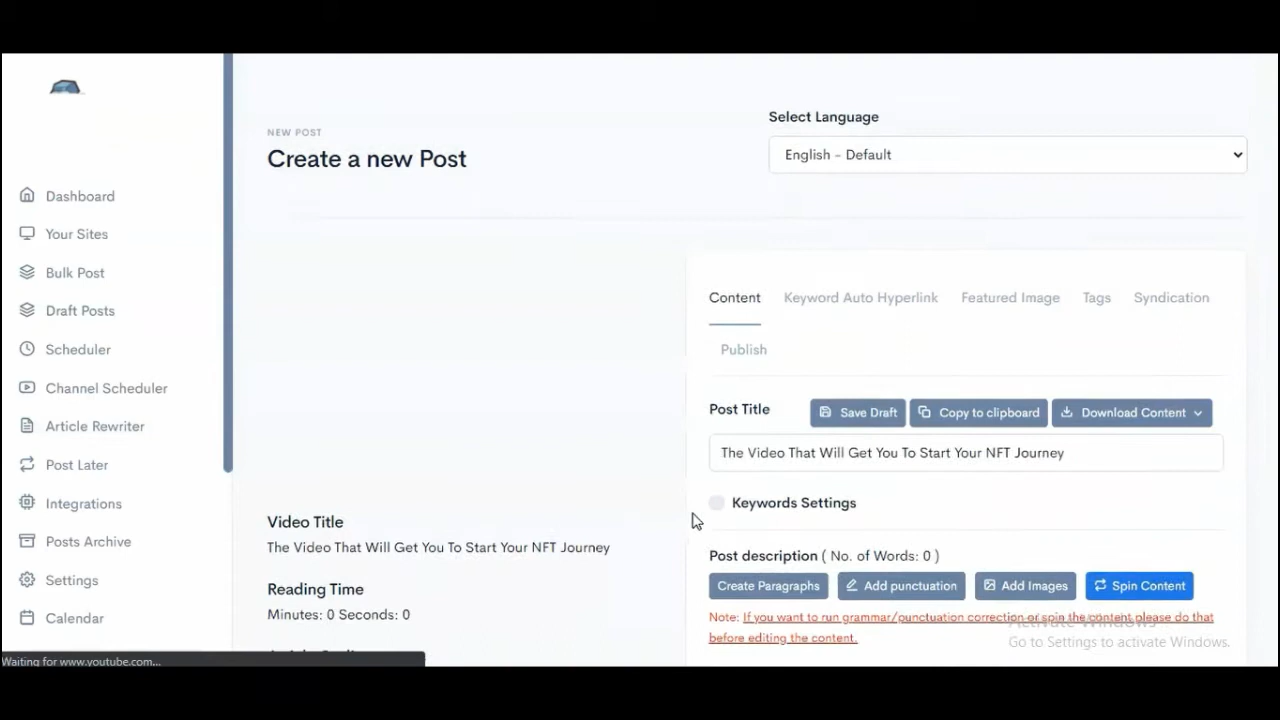 Dashboard
Your Sites
Bulk Post
Draft Posts
Scheduler
Channel Scheduler
Article Rewriter
Post Later
Integrations
Posts Archive
Settings
Calendar
NEW POST
Create a new Post
Select Language
English - Default
Video Title
The Video That Will Get You To Start Your NFT Journey
Reading Time
Minutes: 0 Seconds: 0
Content Keyword Auto Hyperlink Featured Image Tags Syndication
Publish
Post Title Save Draft Copy to clipboard Download Content
The Video That Will Get You To Start Your NFT Journey
Keywords Settings
Post description ( No. of Words: 0 )
Create Paragraphs Add punctuation Add Images Spin Content
Note: If you want to run grammar/punctuation correction or spin the content please do that
before editing the content.
Activate Windows
Go to Settings to activate Windows.
Waiting for www.youtube.com...